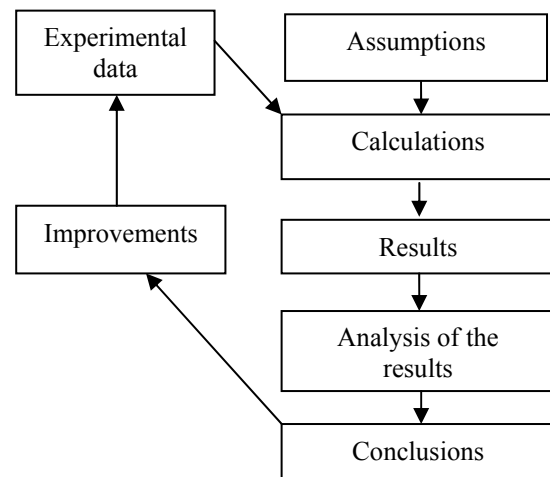 Experimental
data
Assumptions
Calculations
Improvements
Results
Analysis of the
results
Conclusions